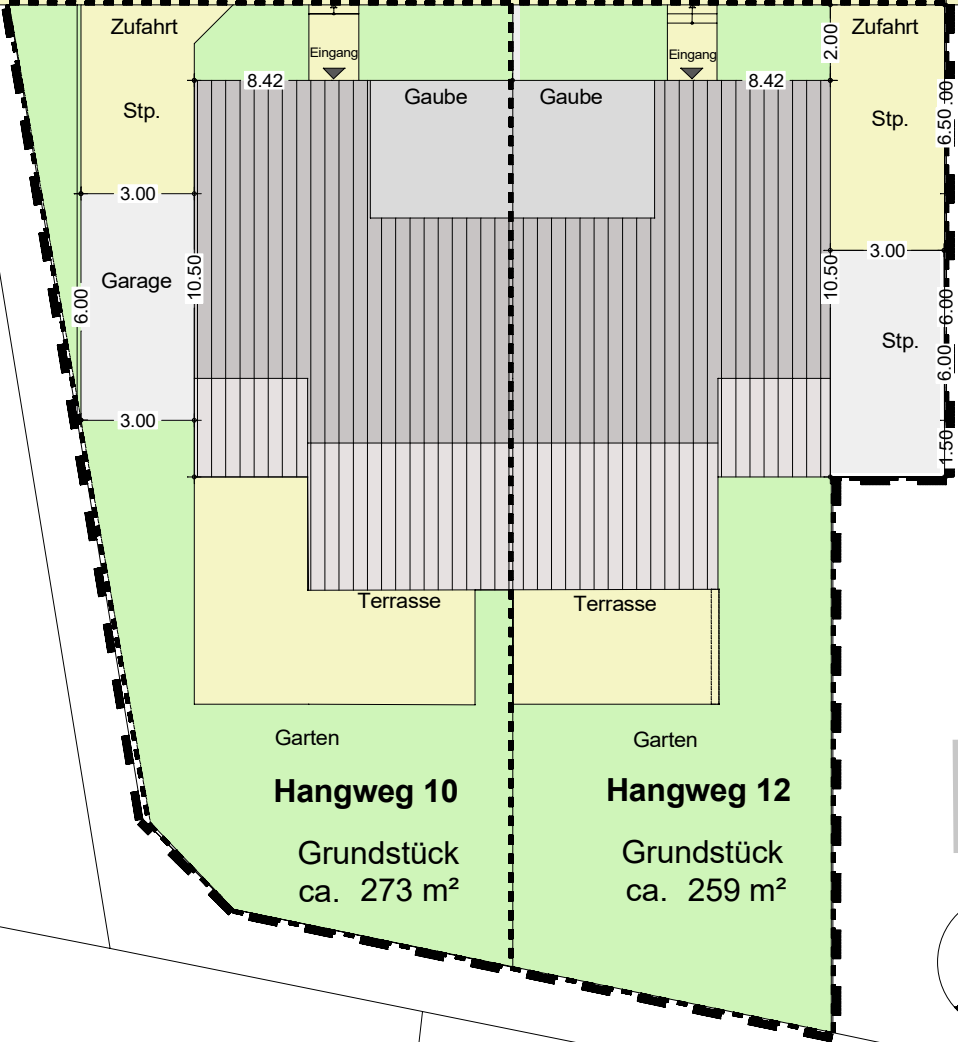 Zufahrt
Eingang
Eingang
2.00
Zufahrt
8.42
Gaube
Gaube
8.42
Stp.
Stp.
6.50
.00
3.00
3.00
Garage
10.50
10.50
6.00
6.00
Stp.
6.00
3.00
1.50
Terrasse
Terrasse
Garten
Garten
Hangweg 10
Hangweg 12
Grundstück
ca. 273 m²
Grundstück
ca. 259 m²